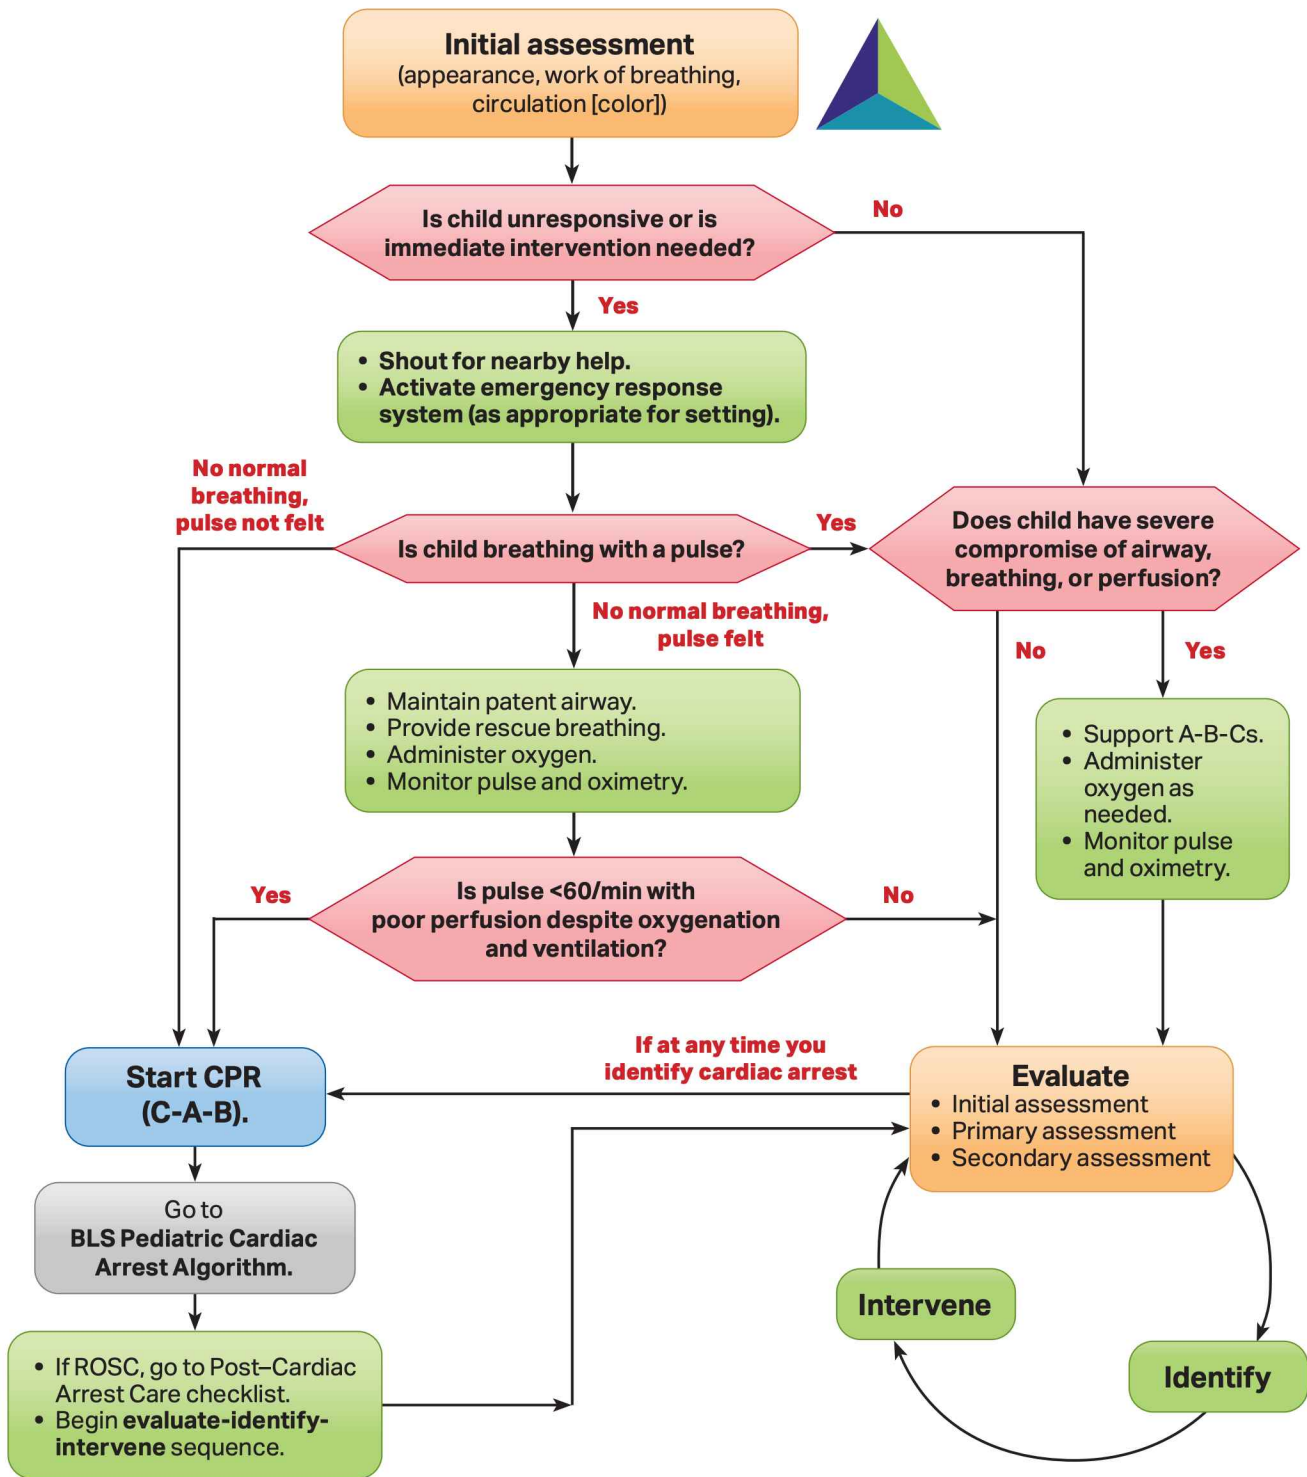 Initial assessment
(appearance, work of breathing,
circulation [color])
Is child unresponsive or is
immediate intervention needed?
No
Yes
• Shout for nearby help.
• Activate emergency response
system (as appropriate for setting).
No normal
breathing,
pulse not felt
Is child breathing with a pulse?
Yes
Does child have severe
compromise of airway,
breathing, or perfusion?
No normal breathing,
pulse felt
No
Yes
• Maintain patent airway.
• Provide rescue breathing.
• Administer oxygen.
• Monitor pulse and oximetry.
• Support A-B-Cs.
• Administer
oxygen as
needed.
• Monitor pulse
and oximetry.
Yes
Is pulse <60/min with
poor perfusion despite oxygenation
and ventilation?
No
Start CPR
(C-A-B).
If at any time you
identify cardiac arrest
Evaluate
• Initial assessment
• Primary assessment
• Secondary assessment
Go to
BLS Pediatric Cardiac
Arrest Algorithm.
• If ROSC, go to Post–Cardiac
Arrest Care checklist.
• Begin evaluate-identify-
intervene sequence.
Intervene
Identify